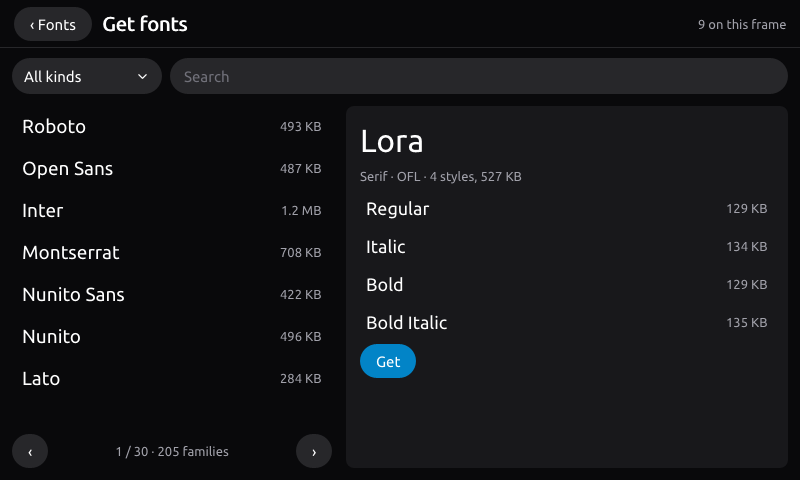 ‹ Fonts
Get fonts
9 on this frame
All kinds
Search
Roboto 493 KB
Open Sans 487 KB
Inter 1.2 MB
Montserrat 708 KB
Nunito Sans 422 KB
Nunito 496 KB
Lato 284 KB
‹ 1 / 30 · 205 families ›
Lora
Serif · OFL · 4 styles, 527 KB
Regular 129 KB
Italic 134 KB
Bold 129 KB
Bold Italic 135 KB
Get